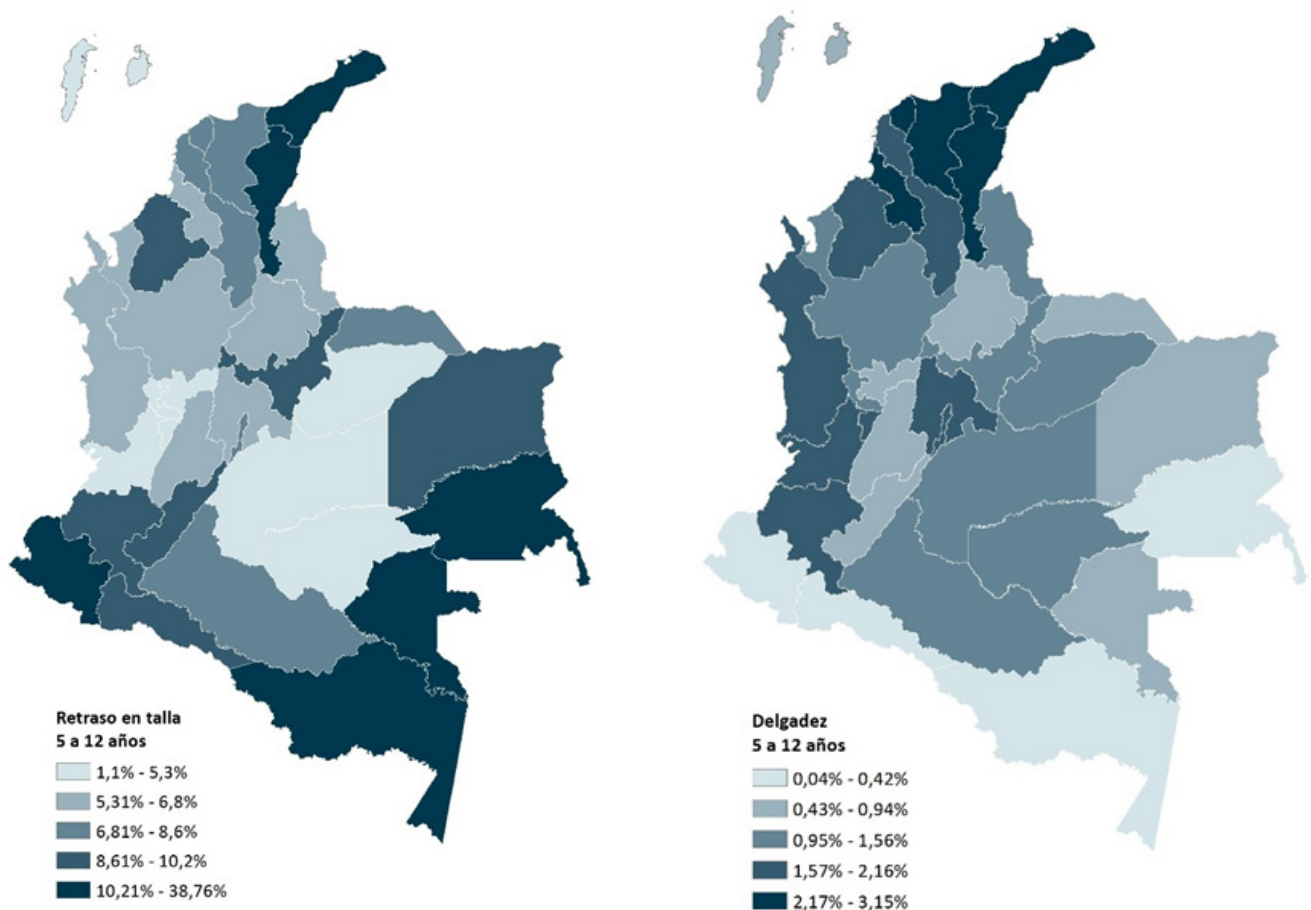 Retraso en talla
5 a 12 años
1,1% - 5,3%
5,31% - 6,8%
6,81% - 8,6%
8,61% - 10,2%
10,21% - 38,76%
Delgadez
5 a 12 años
0,04% - 0,42%
0,43% - 0,94%
0,95% - 1,56%
1,57% - 2,16%
2,17% - 3,15%